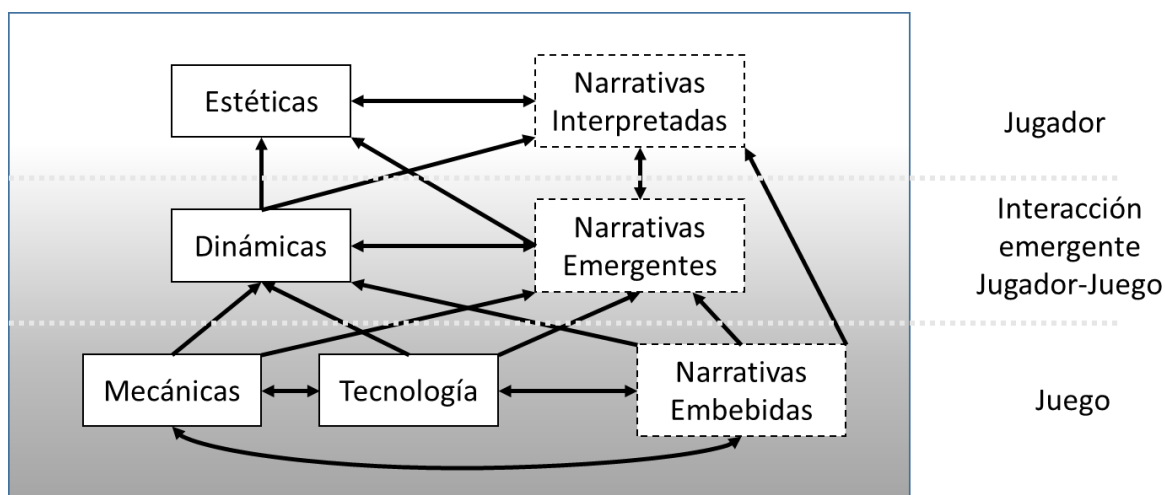 Estéticas
Narrativas
Interpretadas
Jugador
Dinámicas
Narrativas
Emergentes
Interacción
emergente
Jugador-Juego
Mecánicas
Tecnología
Narrativas
Embebidas
Juego